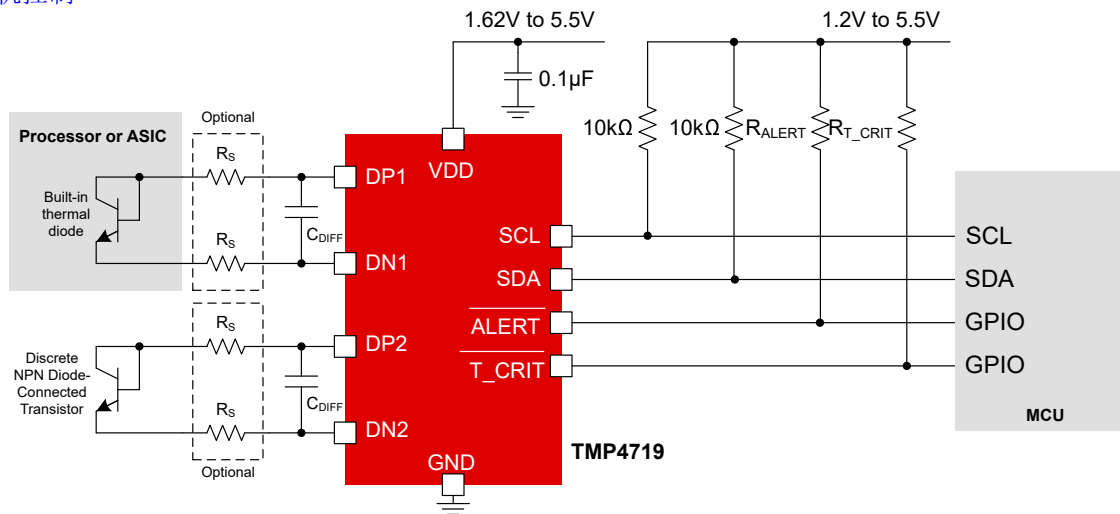 1.62V to 5.5V
1.2V to 5.5V
0.1µF
10kΩ
10kΩ
RALERT
RT_CRIT
Optional
Processor or ASIC
Built-in
thermal
diode
RS
RS
CDIFF
DP1
DN1
VDD
SCL
SDA
ALERT
T_CRIT
SCL
SDA
GPIO
GPIO
MCU
Discrete
NPN Diode-
Connected
Transistor
RS
RS
CDIFF
DP2
DN2
Optional
GND
TMP4719